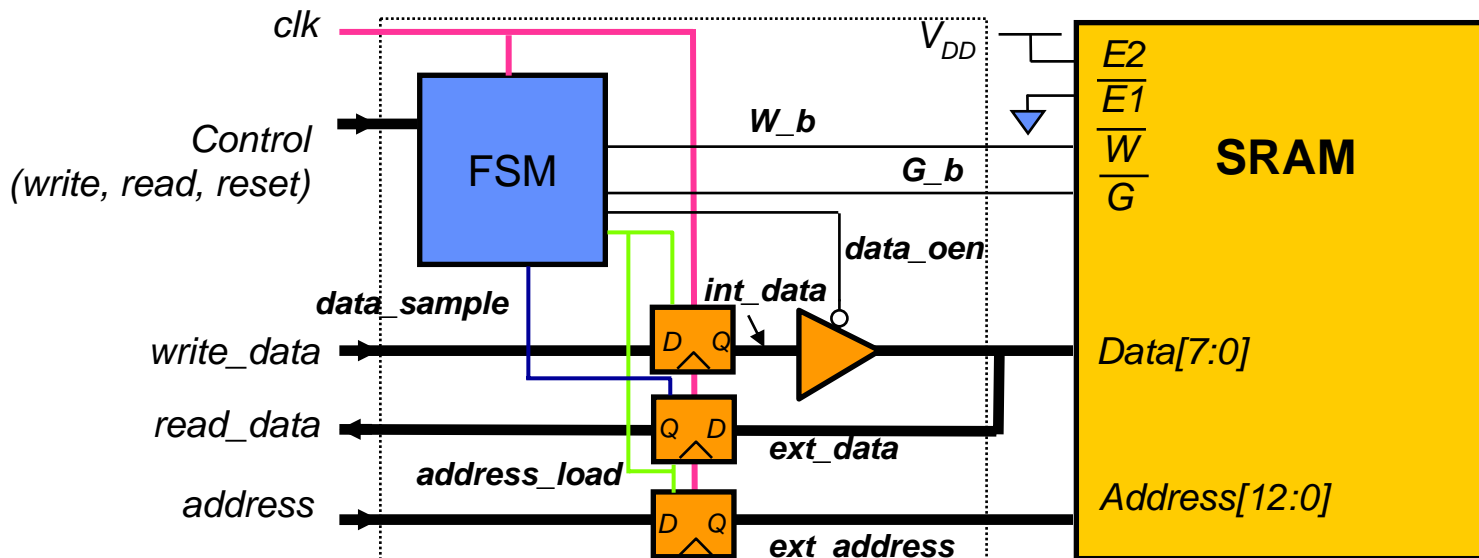 clk
V_DD
E2
E1
W
G
SRAM
Control
(write, read, reset)
FSM
W_b
G_b
data_oen
data_sample
int_data
write_data
D Q
Data[7:0]
read_data
Q D
ext_data
address_load
address
D Q
ext_address
Address[12:0]